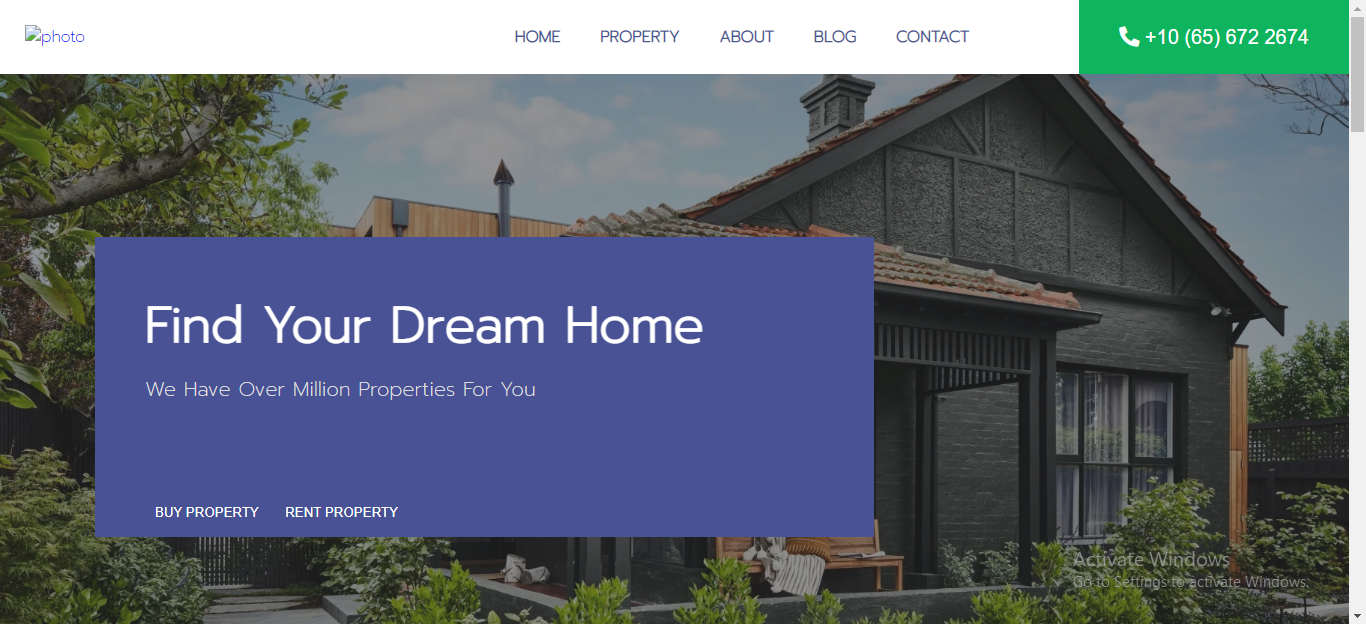 photo
HOME PROPERTY ABOUT BLOG CONTACT
+10 (65) 672 2674
Find Your Dream Home
We Have Over Million Properties For You
BUY PROPERTY RENT PROPERTY
Activate Windows
Go to Settings to activate Windows.